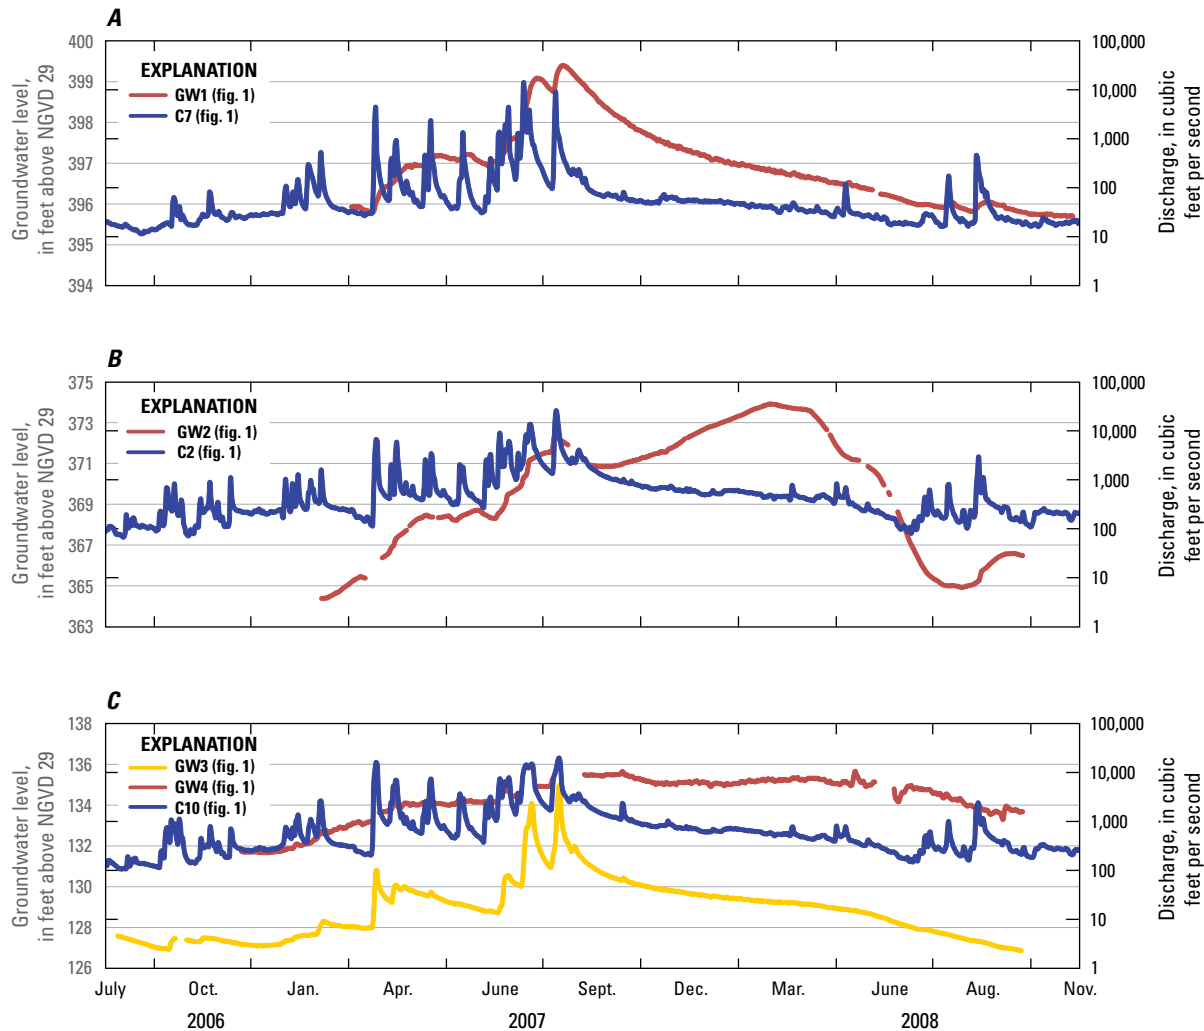 A
Groundwater level,
in feet above NGVD 29
400
399
398
397
396
395
394
EXPLANATION
GW1 (fig. 1)
C7 (fig. 1)
100,000
10,000
1,000
100
10
1
Discharge, in cubic
feet per second
B
Groundwater level,
in feet above NGVD 29
375
373
371
369
367
365
363
EXPLANATION
GW2 (fig. 1)
C2 (fig. 1)
100,000
10,000
1,000
100
10
1
Discharge, in cubic
feet per second
C
Groundwater level,
in feet above NGVD 29
138
136
134
132
130
128
126
EXPLANATION
GW3 (fig. 1)
GW4 (fig. 1)
C10 (fig. 1)
100,000
10,000
1,000
100
10
1
Discharge, in cubic
feet per second
July Oct. Jan. Apr. June Sept. Dec. Mar. June Aug. Nov.
2006 2007 2008